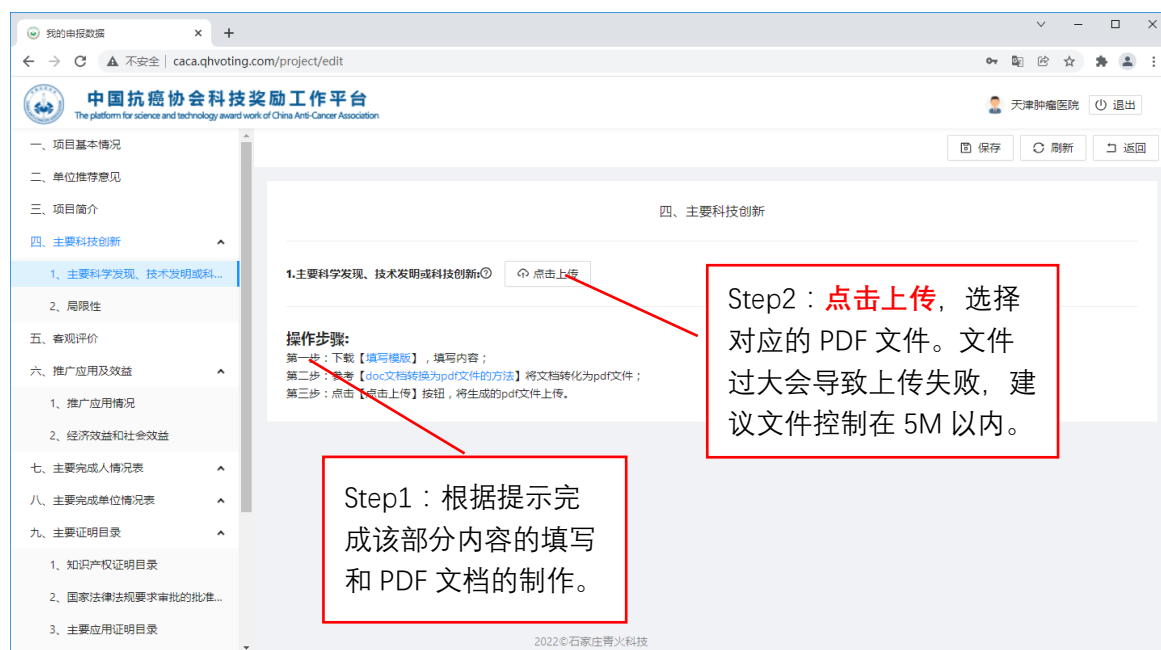 我的申报数据
不安全 | caca.qhvoting.com/project/edit
中国抗癌协会科技奖励工作平台
The platform for science and technology award work of China Anti-Cancer Association
天津肿瘤医院
退出
保存
刷新
返回
一、项目基本情况
二、单位推荐意见
三、项目简介
四、主要科技创新
1、主要科学发现、技术发明或科...
2、局限性
五、客观评价
六、推广应用及效益
1、推广应用情况
2、经济效益和社会效益
七、主要完成人情况表
八、主要完成单位情况表
九、主要证明目录
1、知识产权证明目录
2、国家法律法规要求审批的批准...
3、主要应用证明目录
四、主要科技创新
1.主要科学发现、技术发明或科技创新:
点击上传
操作步骤:
第一步：下载【填写模版】，填写内容；
第二步：参考【doc文档转换为pdf文件的方法】将文档转化为pdf文件；
第三步：点击【点击上传】按钮，将生成的pdf文件上传。
Step2：点击上传，选择
对应的 PDF 文件。文件
过大会导致上传失败，建
议文件控制在 5M 以内。
Step1：根据提示完
成该部分内容的填写
和 PDF 文档的制作。
2022©石家庄青火科技